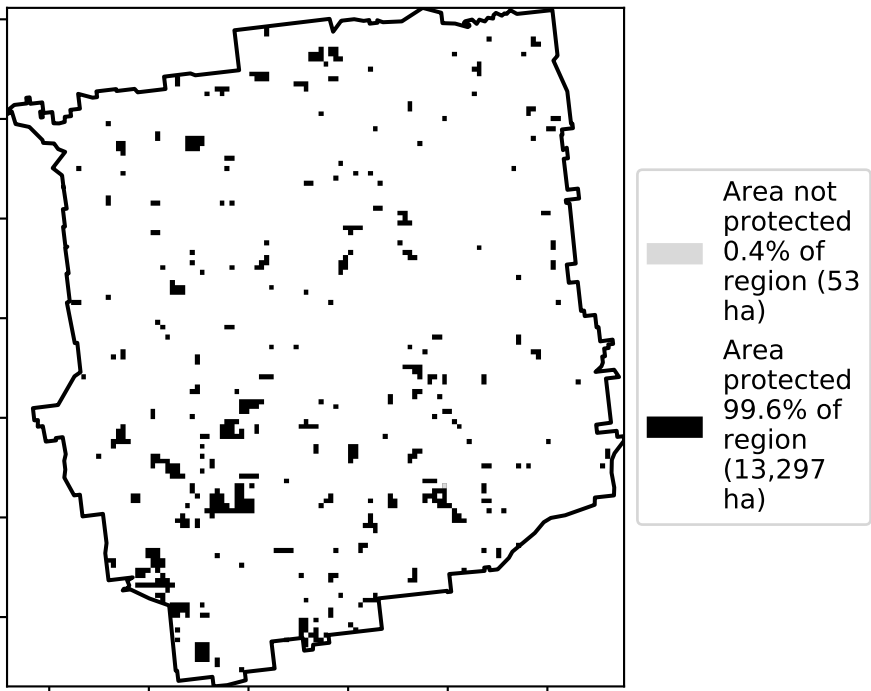 Area not
protected
0.4% of
region (53
ha)
Area
protected
99.6% of
region
(13,297
ha)